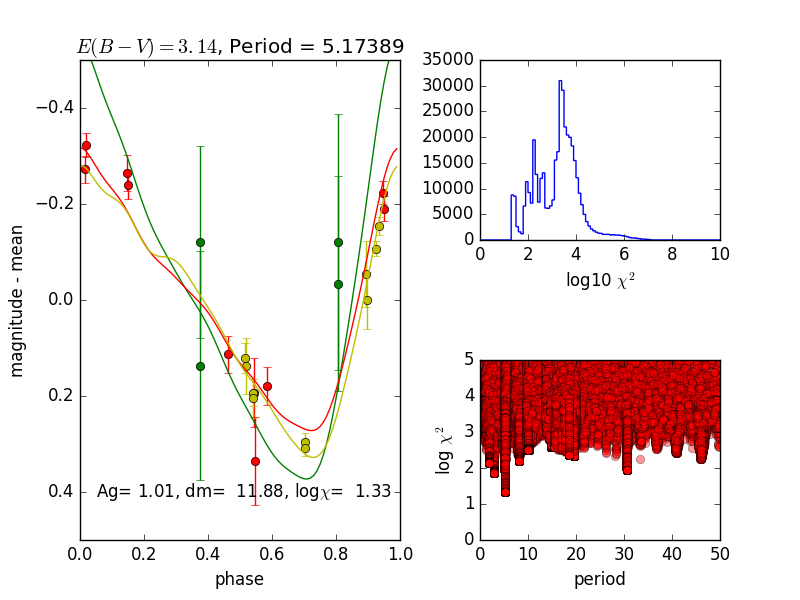 E(B − V) = 3.14, Period = 5.17389
−0.4
−0.2
0.0
0.2
0.4
magnitude - mean
Ag= 1.01, dm= 11.88, logχ= 1.33
0.0 0.2 0.4 0.6 0.8 1.0
phase
35000
30000
25000
20000
15000
10000
5000
0
0 2 4 6 8 10
log10 χ²
5
4
3
2
1
0
log χ²
0 10 20 30 40 50
period